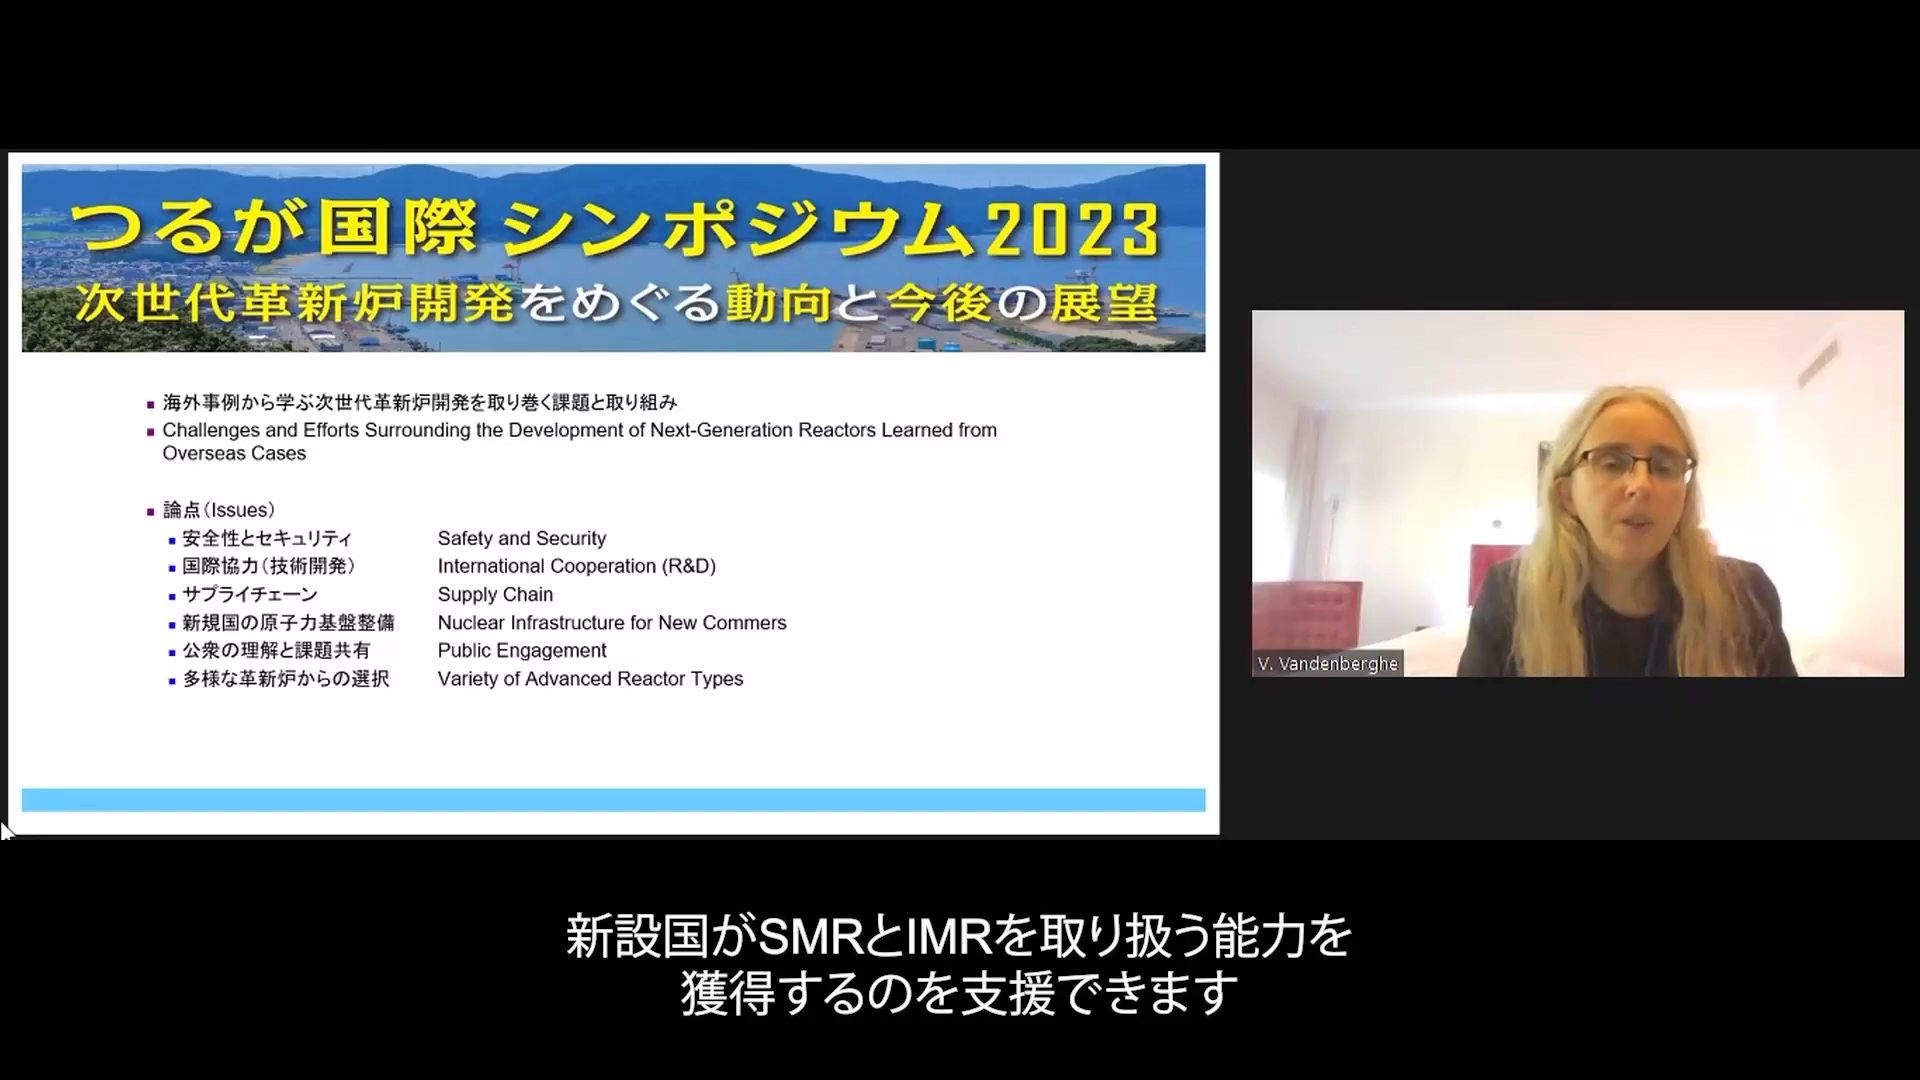 つるが国際 シンポジウム2023
次世代革新炉開発をめぐる動向と今後の展望
海外事例から学ぶ次世代革新炉開発を取り巻く課題と取り組み
Challenges and Efforts Surrounding the Development of Next-Generation Reactors Learned from
Overseas Cases
論点(Issues)
安全性とセキュリティ Safety and Security
国際協力(技術開発) International Cooperation (R&D)
サプライチェーン Supply Chain
新規国の原子力基盤整備 Nuclear Infrastructure for New Commers
公衆の理解と課題共有 Public Engagement
多様な革新炉からの選択 Variety of Advanced Reactor Types
V. Vandenberghe
新設国がSMRとIMRを取り扱う能力を
獲得するのを支援できます